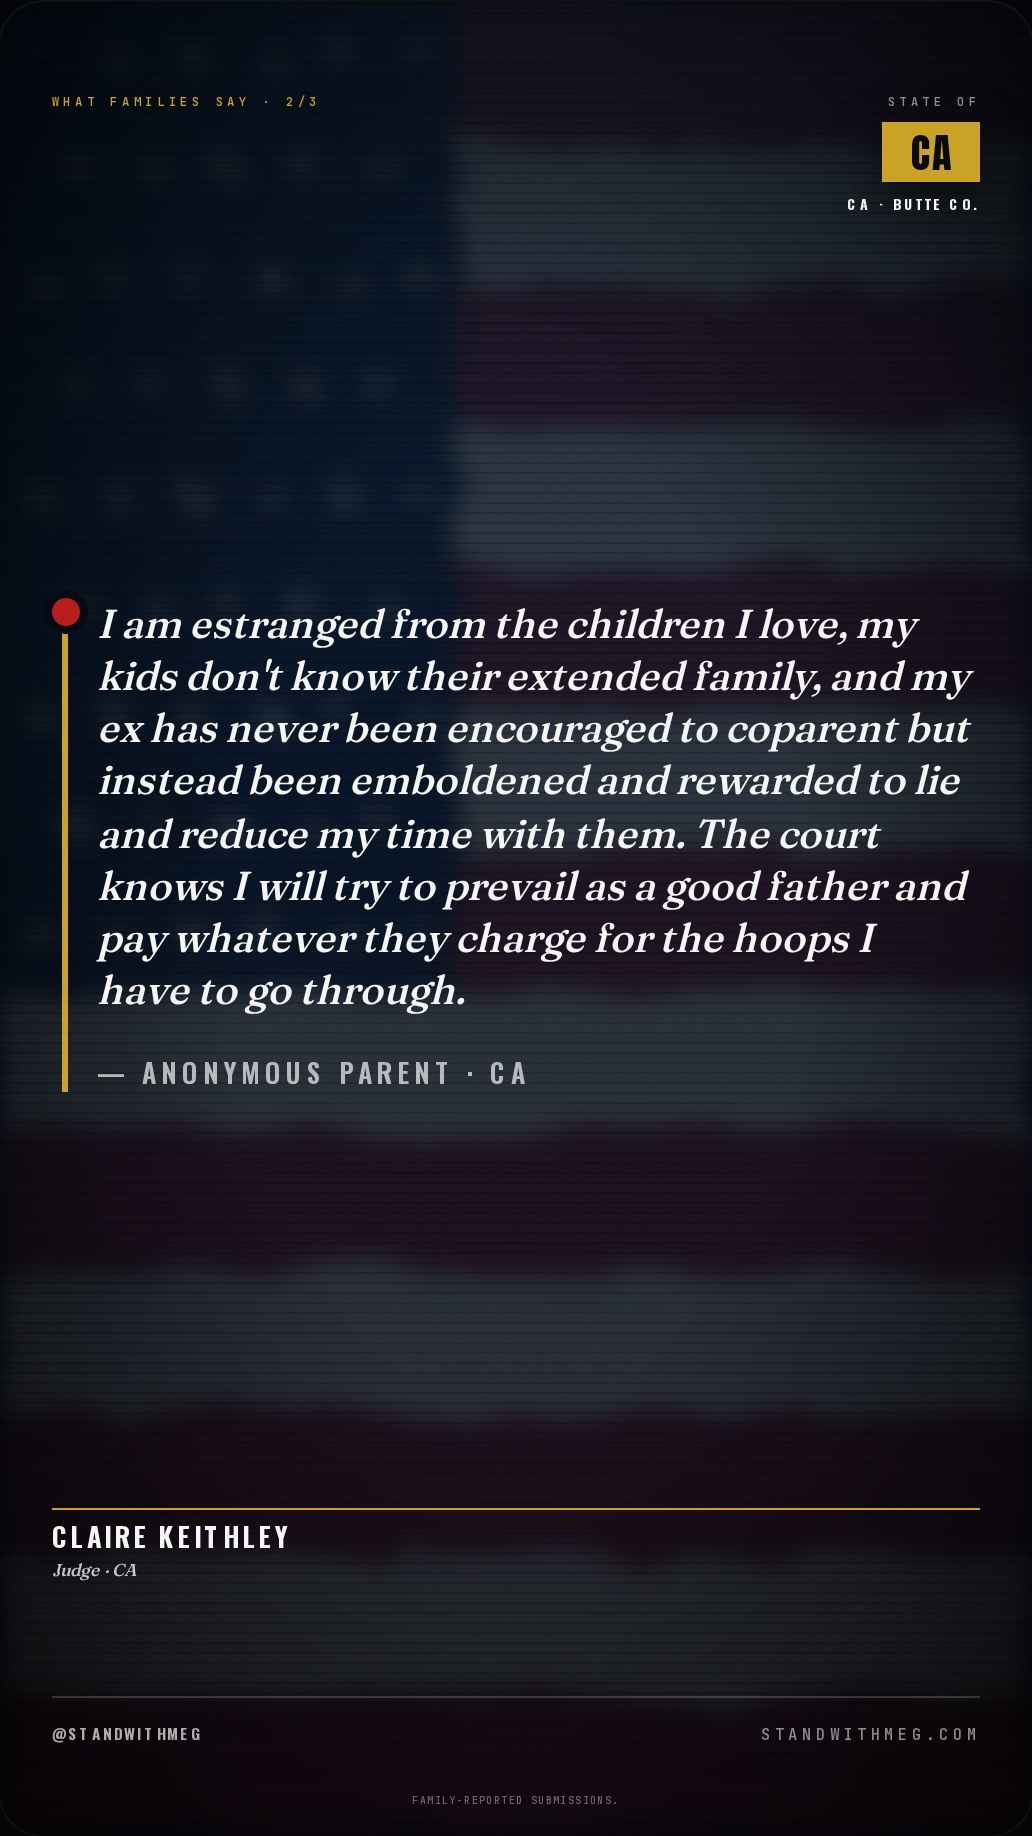 WHAT FAMILIES SAY · 2/3
STATE OF
CA
CA · BUTTE CO.
I am estranged from the children I love, my
kids don't know their extended family, and my
ex has never been encouraged to coparent but
instead been emboldened and rewarded to lie
and reduce my time with them. The court
knows I will try to prevail as a good father and
pay whatever they charge for the hoops I
have to go through.
— ANONYMOUS PARENT · CA
CLAIRE KEITHLEY
Judge · CA
@STANDWITHMEG
STANDWITHMEG.COM
FAMILY-REPORTED SUBMISSIONS.